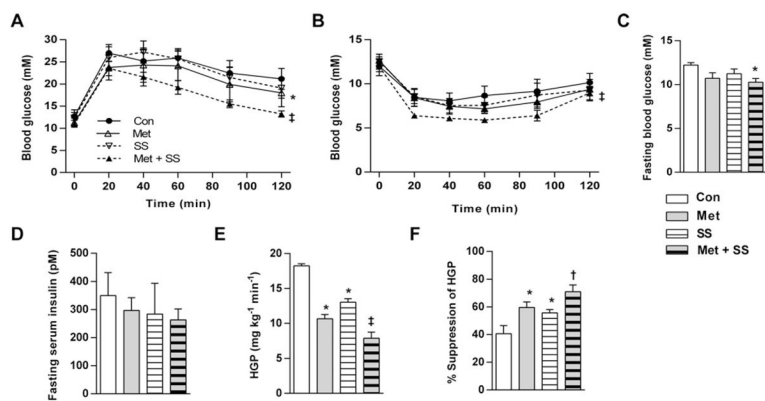 A
Blood glucose (mM)
35
30
25
20
15
10
5
0
Con
Met
SS
Met + SS
*
‡
0 20 40 60 80 100 120
Time (min)
B
Blood glucose (mM)
15
10
5
0
‡
0 20 40 60 80 100 120
Time (min)
C
Fasting blood glucose (mM)
15
10
5
0
*
Con
Met
SS
Met + SS
D
Fasting serum insulin (pM)
500
400
300
200
100
0
E
HGP (mg kg-1 min-1)
20
15
10
5
0
*
*
‡
F
% Suppression of HGP
100
80
60
40
20
0
*
*
†